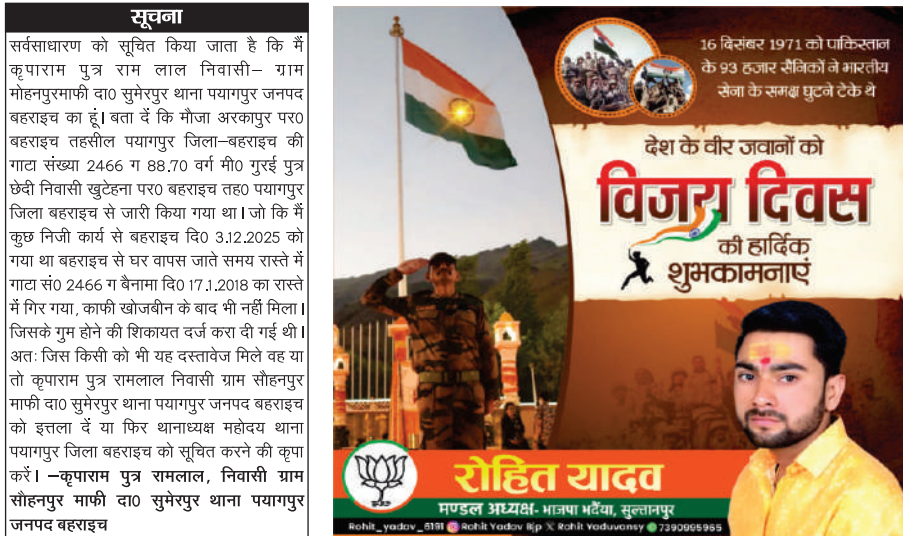 सूचना
सर्वसाधारण को सूचित किया जाता है कि मैं
कृपाराम पुत्र राम लाल निवासी– ग्राम
मोहनपुरमाफी दा0 सुमेरपुर थाना पयागपुर जनपद
बहराइच का हूं। बता दें कि मौजा अरकापुर पर0
बहराइच तहसील पयागपुर जिला–बहराइच की
गाटा संख्या 2466 ग 88.70 वर्ग मी0 गुरई पुत्र
छेदी निवासी खुटेहना पर0 बहराइच तह0 पयागपुर
जिला बहराइच से जारी किया गया था। जो कि मैं
कुछ निजी कार्य से बहराइच दि0 3.12.2025 को
गया था बहराइच से घर वापस जाते समय रास्ते में
गाटा सं0 2466 ग बैनामा दि0 17.1.2018 का रास्ते
में गिर गया, काफी खोजबीन के बाद भी नहीं मिला।
जिसके गुम होने की शिकायत दर्ज करा दी गई थी।
अतः जिस किसी को भी यह दस्तावेज मिले वह या
तो कृपाराम पुत्र रामलाल निवासी ग्राम सोहनपुर
माफी दा0 सुमेरपुर थाना पयागपुर जनपद बहराइच
को इत्तला दें या फिर थानाध्यक्ष महोदय थाना
पयागपुर जिला बहराइच को सूचित करने की कृपा
करें। –कृपाराम पुत्र रामलाल, निवासी ग्राम
सोहनपुर माफी दा0 सुमेरपुर थाना पयागपुर
जनपद बहराइच
16 दिसंबर 1971 को पाकिस्तान
के 93 हजार सैनिकों ने भारतीय
सेना के समक्ष घुटने टेके थे
देश के वीर जवानों को
विजय दिवस
की हार्दिक
शुभकामनाएं
रोहित यादव
मण्डल अध्यक्ष- भाजपा भदैंया, सुल्तानपुर
Rohit_yadav_6191 Rohit Yadav Bjp X Rohit Yaduvansy 7390995965